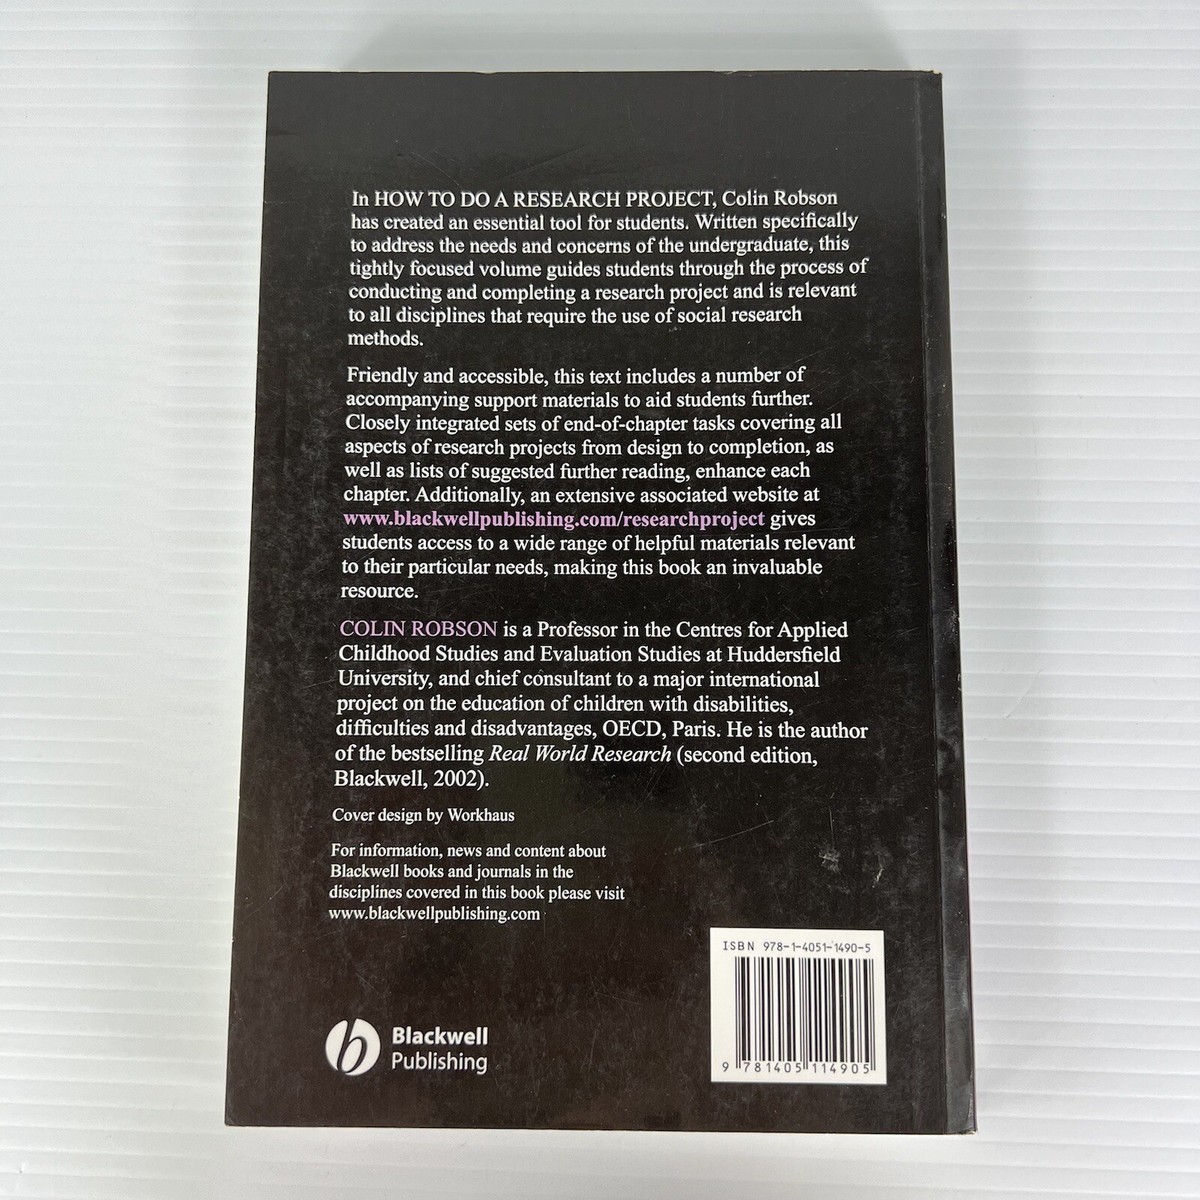 In HOW TO DO A RESEARCH PROJECT, Colin Robson
has created an essential tool for students. Written specifically
to address the needs and concerns of the undergraduate, this
tightly focused volume guides students through the process of
conducting and completing a research project and is relevant
to all disciplines that require the use of social research
methods.
Friendly and accessible, this text includes a number of
accompanying support materials to aid students further.
Closely integrated sets of end-of-chapter tasks covering all
aspects of research projects from design to completion, as
well as lists of suggested further reading, enhance each
chapter. Additionally, an extensive associated website at
www.blackwellpublishing.com/researchproject gives
students access to a wide range of helpful materials relevant
to their particular needs, making this book an invaluable
resource.
COLIN ROBSON is a Professor in the Centres for Applied
Childhood Studies and Evaluation Studies at Huddersfield
University, and chief consultant to a major international
project on the education of children with disabilities,
difficulties and disadvantages, OECD, Paris. He is the author
of the bestselling Real World Research (second edition,
Blackwell, 2002).
Cover design by Workhaus
For information, news and content about
Blackwell books and journals in the
disciplines covered in this book please visit
www.blackwellpublishing.com
ISBN 978-1-4051-1490-5
9 781405 114905
b Blackwell
Publishing